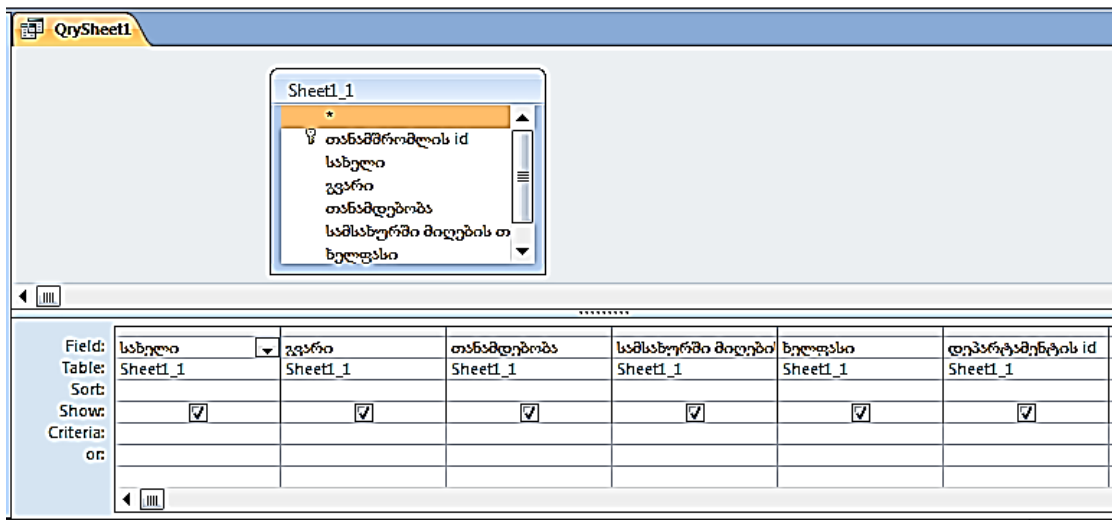 QrySheet1
Sheet1_1
*
თანამშრომლის id
სახელი
გვარი
თანამდებობა
სამსახურში მიღების თ
ხელფასი
Field: სახელი გვარი თანამდებობა სამსახურში მიღები ხელფასი დეპარტამენტის id
Table: Sheet1_1 Sheet1_1 Sheet1_1 Sheet1_1 Sheet1_1 Sheet1_1
Sort:
Show:
Criteria:
or: